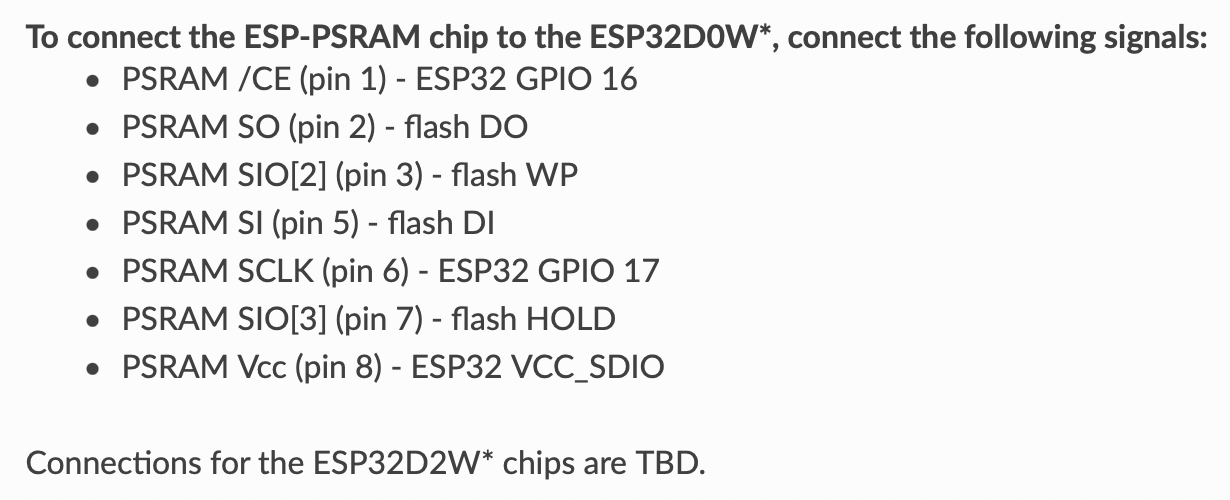 To connect the ESP-PSRAM chip to the ESP32D0W*, connect the following signals:
• PSRAM /CE (pin 1) - ESP32 GPIO 16
• PSRAM SO (pin 2) - flash DO
• PSRAM SIO[2] (pin 3) - flash WP
• PSRAM SI (pin 5) - flash DI
• PSRAM SCLK (pin 6) - ESP32 GPIO 17
• PSRAM SIO[3] (pin 7) - flash HOLD
• PSRAM Vcc (pin 8) - ESP32 VCC_SDIO
Connections for the ESP32D2W* chips are TBD.